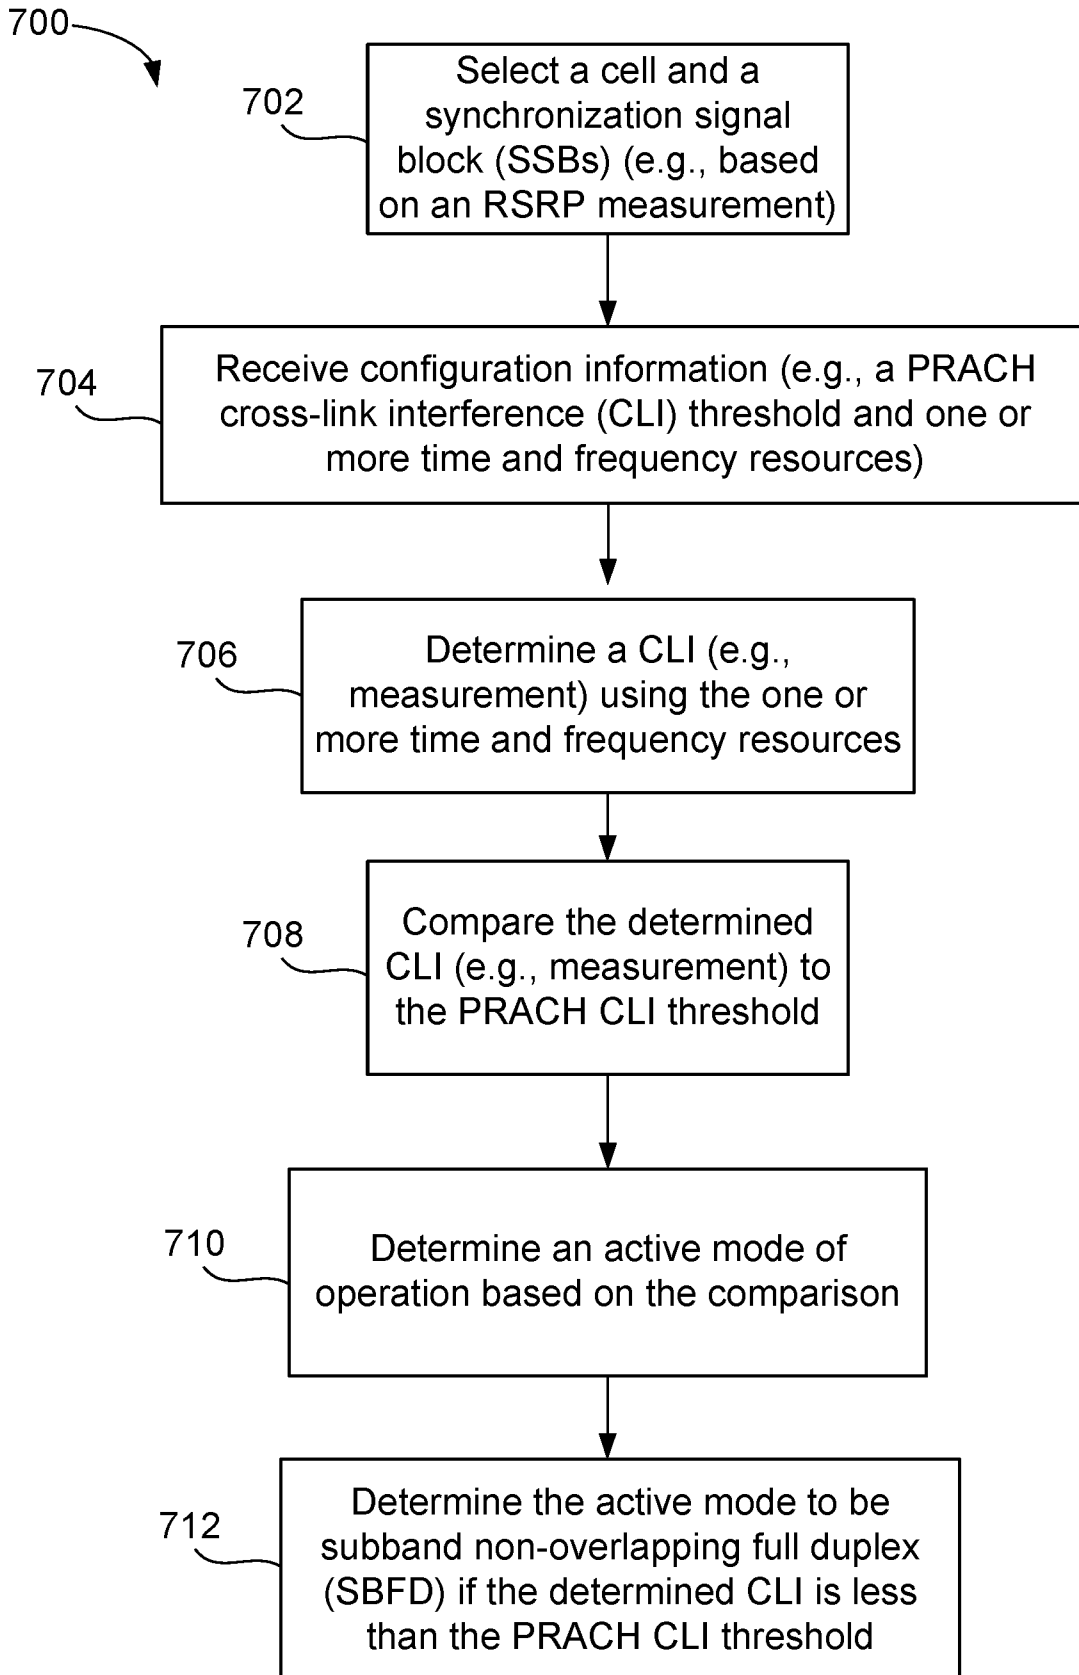 700
702
Select a cell and a
synchronization signal
block (SSBs) (e.g., based
on an RSRP measurement)
704
Receive configuration information (e.g., a PRACH
cross-link interference (CLI) threshold and one or
more time and frequency resources)
706
Determine a CLI (e.g.,
measurement) using the one or
more time and frequency resources
708
Compare the determined
CLI (e.g., measurement) to
the PRACH CLI threshold
710
Determine an active mode of
operation based on the comparison
712
Determine the active mode to be
subband non-overlapping full duplex
(SBFD) if the determined CLI is less
than the PRACH CLI threshold